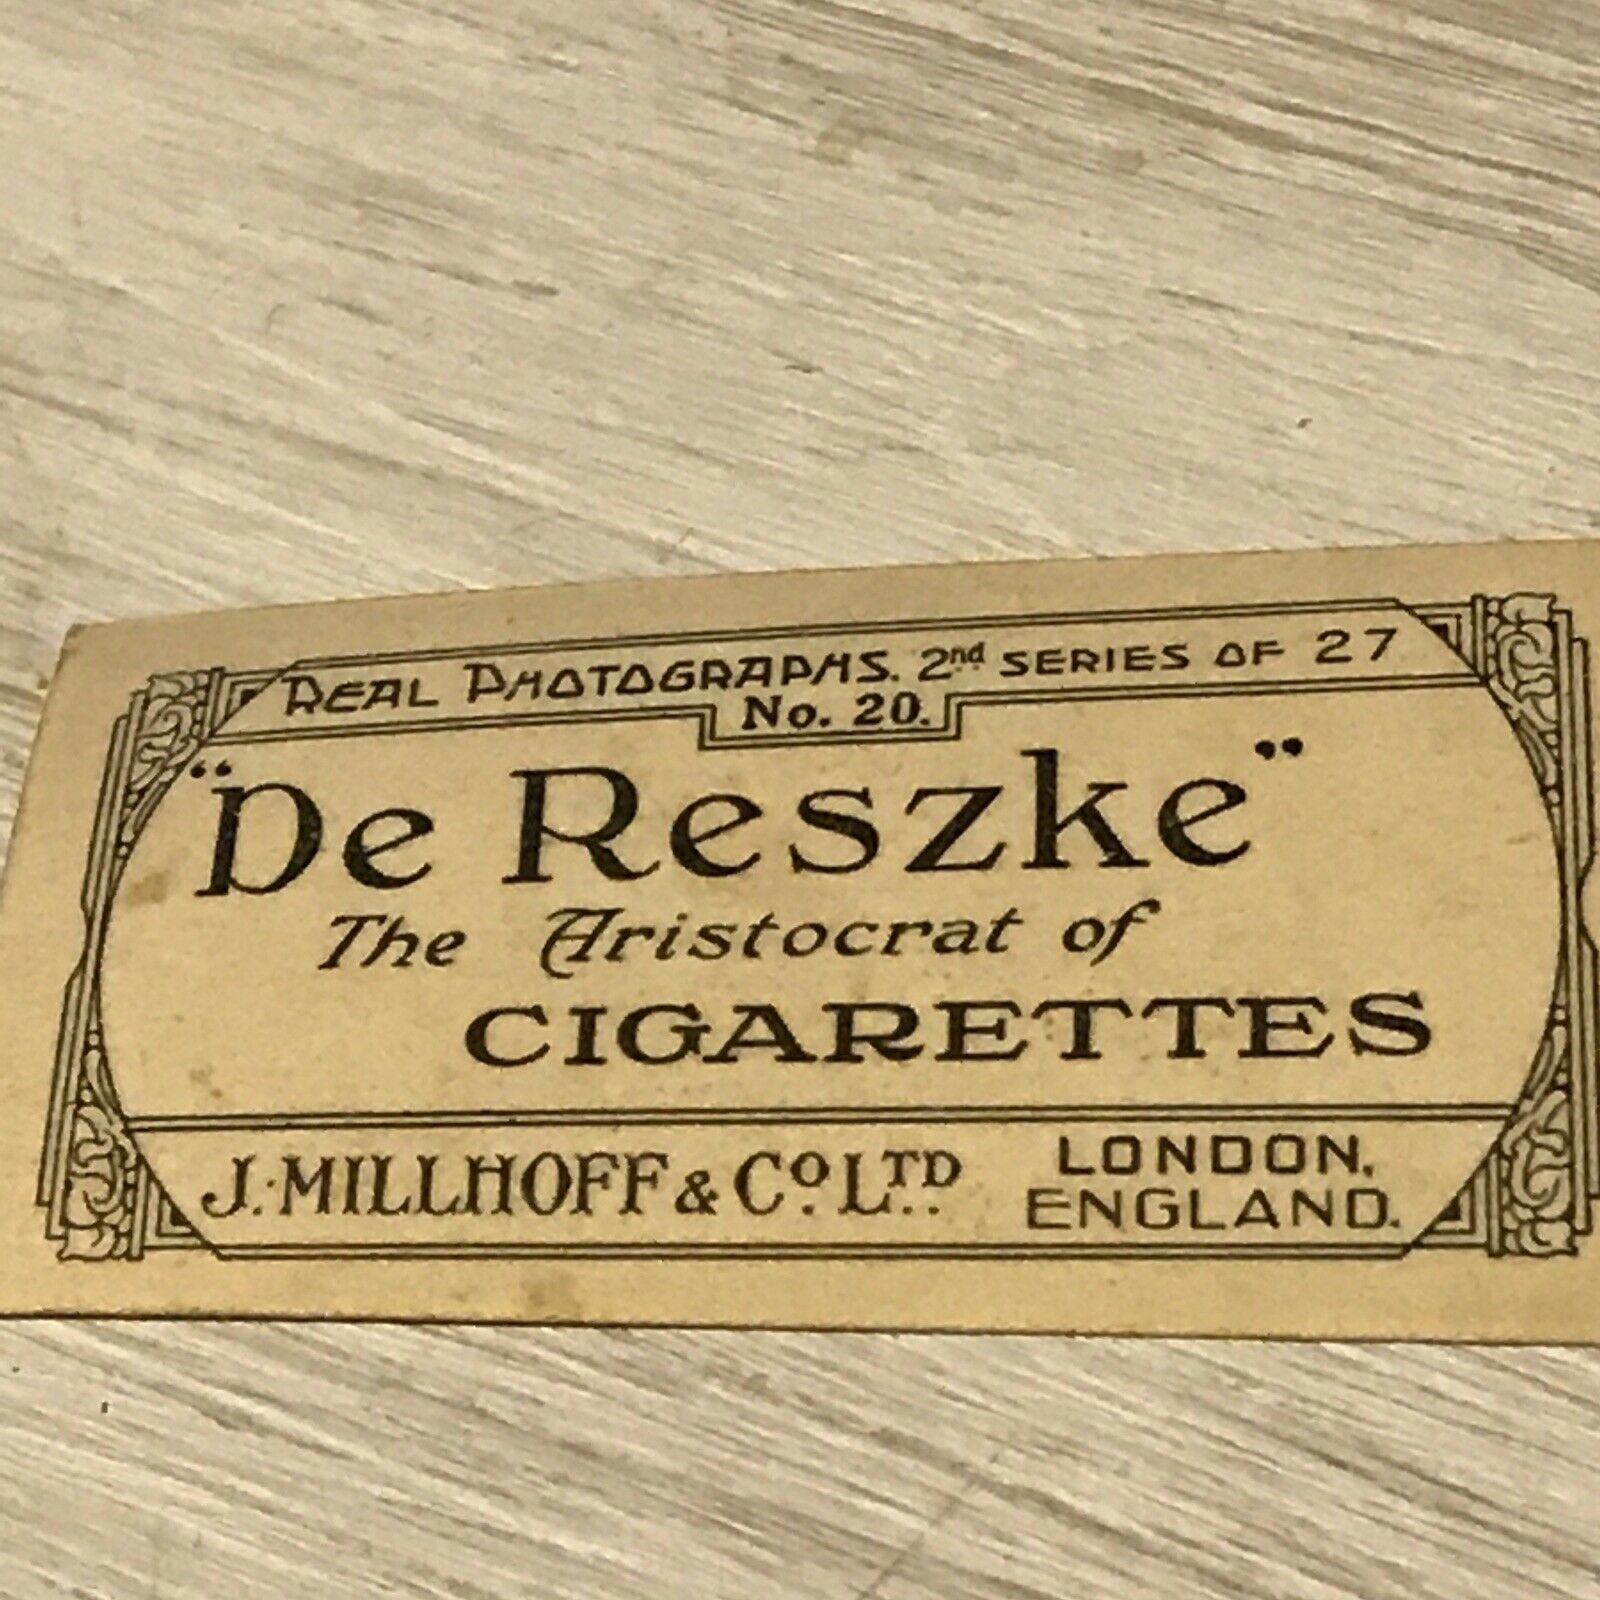 REAL PHOTOGRAPHS. 2nd SERIES OF 27
No. 20.
"De Reszke"
The Aristocrat of
CIGARETTES
J. MILLHOFF & Co. LTD.
LONDON,
ENGLAND.